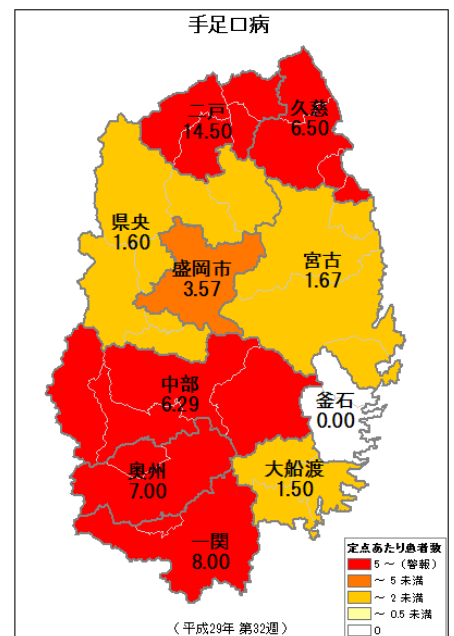 手足口病
二戸
14.50
久慈
6.50
県央
1.60
盛岡市
3.57
宮古
1.67
中部
6.29
釜石
0.00
奥州
7.00
大船渡
1.50
一関
8.00
定点あたり患者数
5 ～ (警報)
～ 5 未満
～ 2 未満
～ 0.5 未満
0
(平成29年 第32週)